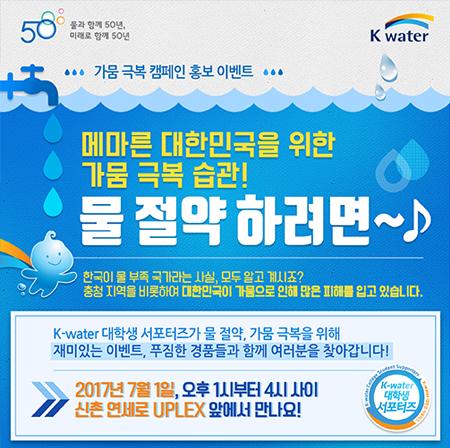 50
물과 함께 50년,
미래로 함께 50년
K water
가뭄 극복 캠페인 홍보 이벤트
메마른 대한민국을 위한
가뭄 극복 습관!
물 절약 하려면~♪
한국이 물 부족 국가라는 사실, 모두 알고 계시죠?
충청 지역을 비롯하여 대한민국이 가뭄으로 인해 많은 피해를 입고 있습니다.
K-water 대학생 서포터즈가 물 절약, 가뭄 극복을 위해
재미있는 이벤트, 푸짐한 경품들과 함께 여러분을 찾아갑니다!
2017년 7월 1일, 오후 1시부터 4시 사이
신촌 연세로 UPLEX 앞에서 만나요!
K-water
대학생
서포터즈